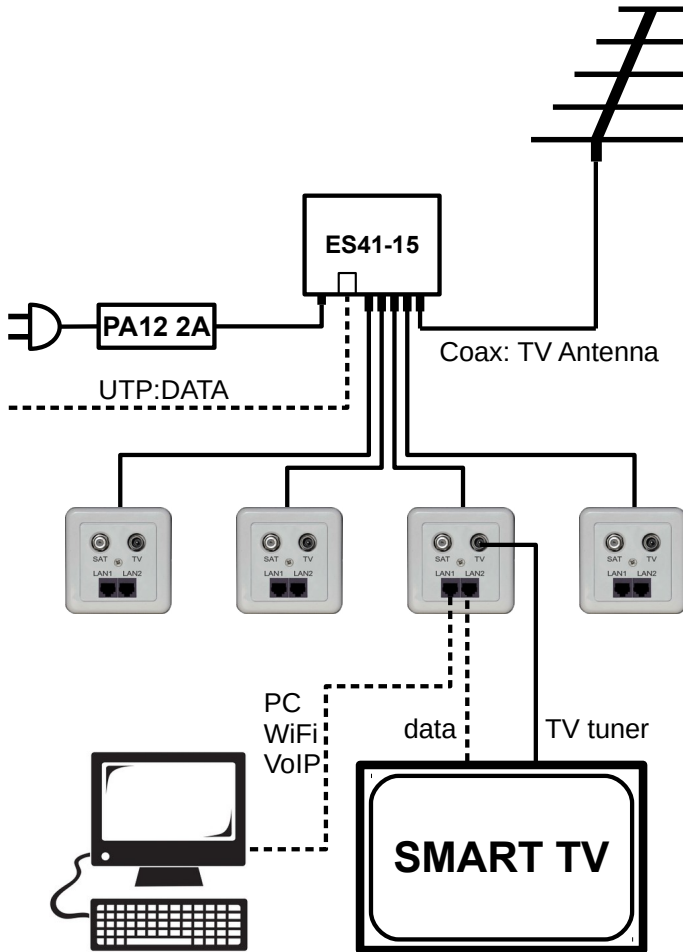 ES41-15
PA12 2A
Coax: TV Antenna
UTP:DATA
SAT TV
LAN1 LAN2
SAT TV
LAN1 LAN2
SAT TV
LAN1 LAN2
SAT TV
LAN1 LAN2
PC
WiFi
VoIP
data
TV tuner
SMART TV